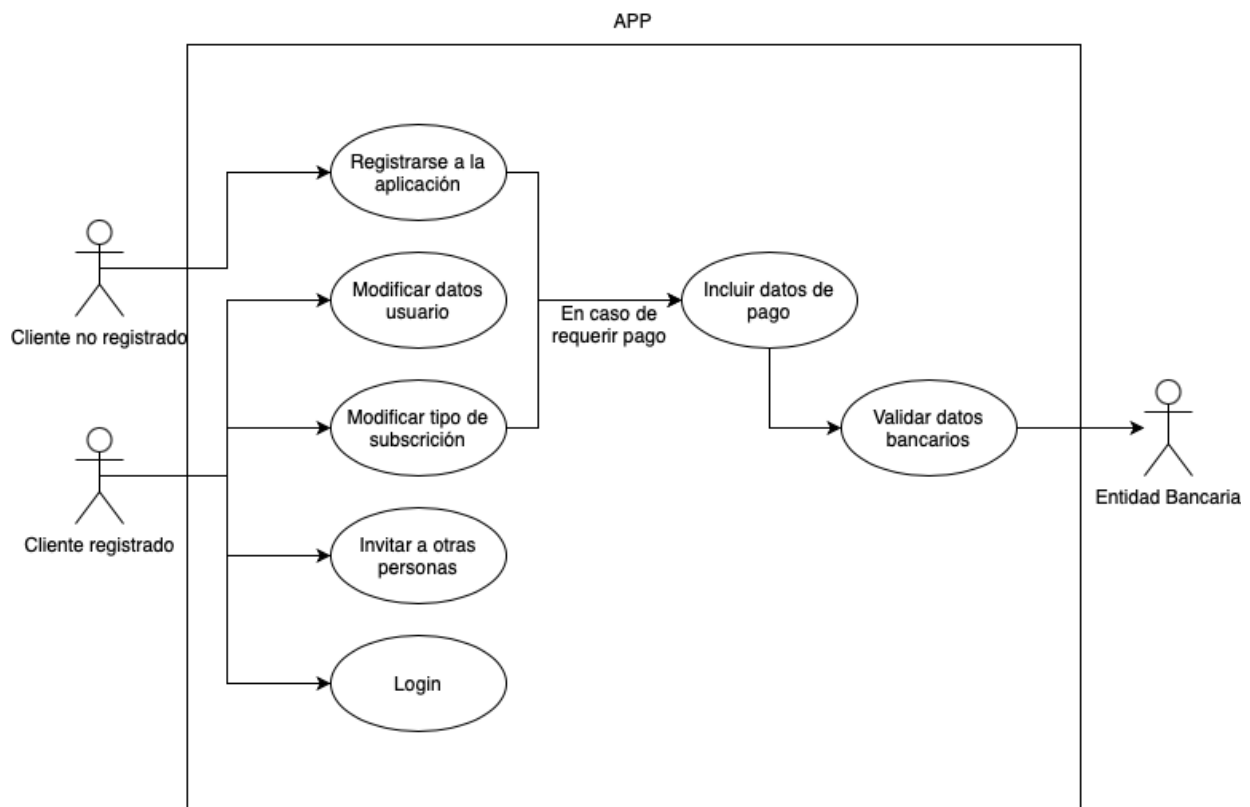 APP
Registrarse a la
aplicación
Cliente no registrado
Modificar datos
usuario
En caso de
requerir pago
Incluir datos de
pago
Modificar tipo de
subscrición
Validar datos
bancarios
Entidad Bancaria
Cliente registrado
Invitar a otras
personas
Login